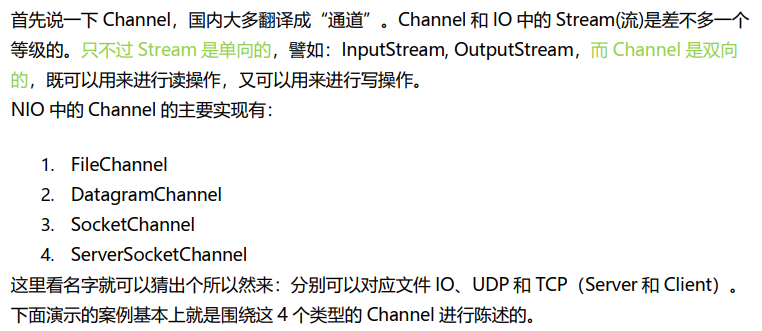 首先说一下 Channel，国内大多翻译成“通道”。Channel 和 IO 中的 Stream(流)是差不多一个
等级的。只不过 Stream 是单向的，譬如：InputStream, OutputStream，而 Channel 是双向
的，既可以用来进行读操作，又可以用来进行写操作。
NIO 中的 Channel 的主要实现有：
1. FileChannel
2. DatagramChannel
3. SocketChannel
4. ServerSocketChannel
这里看名字就可以猜出个所以然来：分别可以对应文件 IO、UDP 和 TCP（Server 和 Client）。
下面演示的案例基本上就是围绕这 4 个类型的 Channel 进行陈述的。